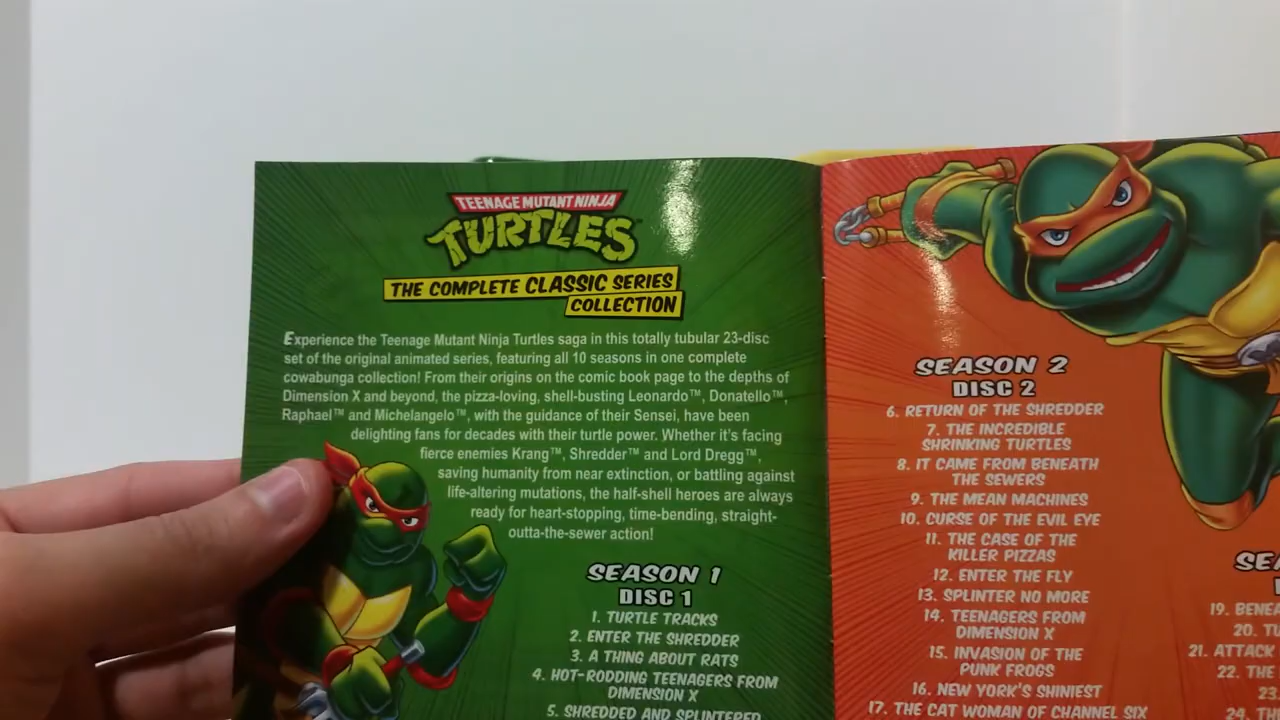 TEENAGE MUTANT NINJA
TURTLES™
THE COMPLETE CLASSIC SERIES
COLLECTION
Experience the Teenage Mutant Ninja Turtles saga in this totally tubular 23-disc
set of the original animated series, featuring all 10 seasons in one complete
cowabunga collection! From their origins on the comic book page to the depths of
Dimension X and beyond, the pizza-loving, shell-busting Leonardo™, Donatello™,
Raphael™ and Michelangelo™, with the guidance of their Sensei, have been
delighting fans for decades with their turtle power. Whether it's facing
fierce enemies Krang™, Shredder™ and Lord Dregg™,
saving humanity from near extinction, or battling against
life-altering mutations, the half-shell heroes are always
ready for heart-stopping, time-bending, straight-
outta-the-sewer action!
SEASON 1
DISC 1
1. TURTLE TRACKS
2. ENTER THE SHREDDER
3. A THING ABOUT RATS
4. HOT-RODDING TEENAGERS FROM
DIMENSION X
5. SHREDDED AND SPLINTERED
SEASON 2
DISC 2
6. RETURN OF THE SHREDDER
7. THE INCREDIBLE
SHRINKING TURTLES
8. IT CAME FROM BENEATH
THE SEWERS
9. THE MEAN MACHINES
10. CURSE OF THE EVIL EYE
11. THE CASE OF THE
KILLER PIZZAS
12. ENTER THE FLY
13. SPLINTER NO MORE
14. TEENAGERS FROM
DIMENSION X
15. INVASION OF THE
PUNK FROGS
16. NEW YORK'S SHINIEST
17. THE CAT WOMAN OF CHANNEL SIX
19.
20.
21. ATTACK
22. THE
23.
24.